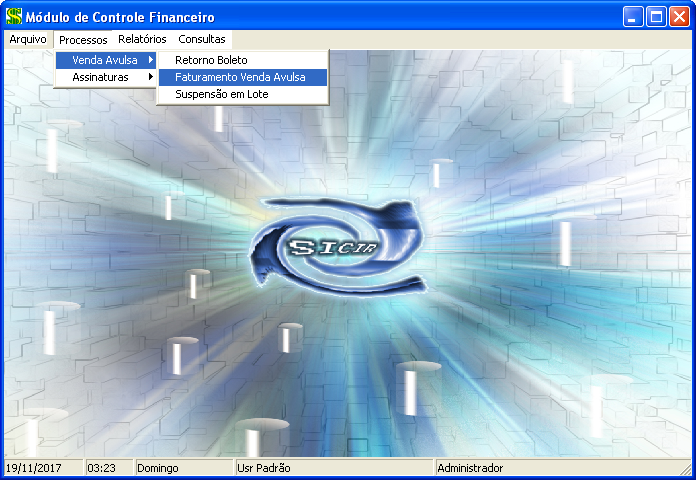 Módulo de Controle Financeiro
Arquivo Processos Relatórios Consultas
Venda Avulsa
Assinaturas
Retorno Boleto
Faturamento Venda Avulsa
Suspensão em Lote
SICIR
19/11/2017 03:23 Domingo Usr Padrão Administrador